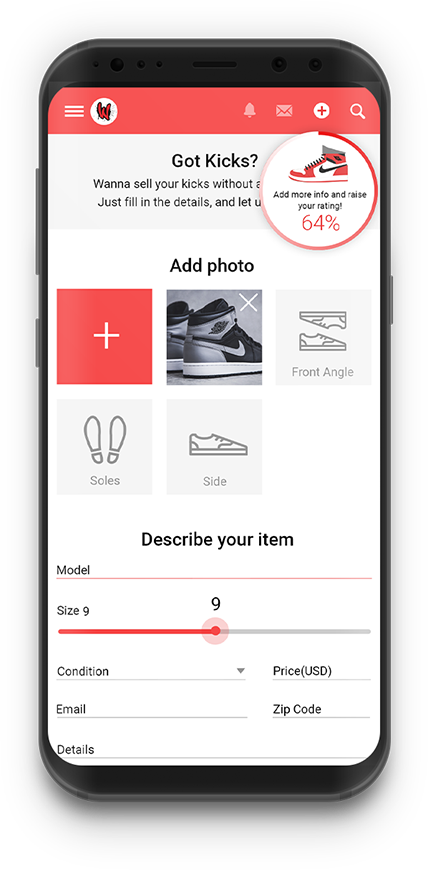 Got Kicks?
Wanna sell your kicks without a
Just fill in the details, and let u
Add more info and raise
your rating!
64%
Add photo
Front Angle
Soles
Side
Describe your item
Model
Size 9
9
Condition
Price(USD)
Email
Zip Code
Details